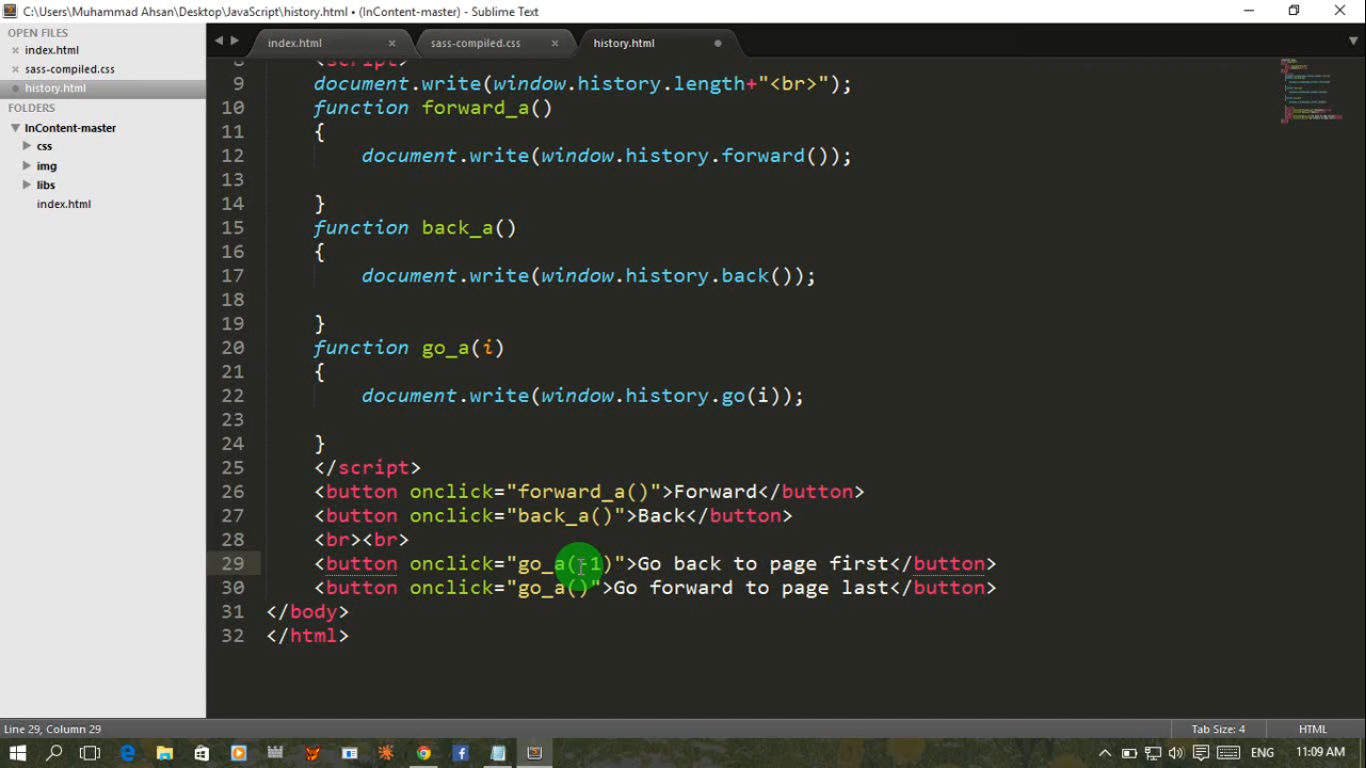 C:\Users\Muhammad Ahsan\Desktop\JavaScript\history.html • (InContent-master) - Sublime Text
OPEN FILES
index.html
sass-compiled.css
history.html
FOLDERS
InContent-master
css
img
libs
index.html
index.html
sass-compiled.css
history.html
8 <script>
9 document.write(window.history.length+"<br>");
10 function forward_a()
11 {
12 document.write(window.history.forward());
13
14 }
15 function back_a()
16 {
17 document.write(window.history.back());
18
19 }
20 function go_a(i)
21 {
22 document.write(window.history.go(i));
23
24 }
25 </script>
26 <button onclick="forward_a()">Forward</button>
27 <button onclick="back_a()">Back</button>
28 <br><br>
29 <button onclick="go_a(-1)">Go back to page first</button>
30 <button onclick="go_a()">Go forward to page last</button>
31 </body>
32 </html>
Line 29, Column 29
Tab Size: 4
HTML
ENG
11:09 AM